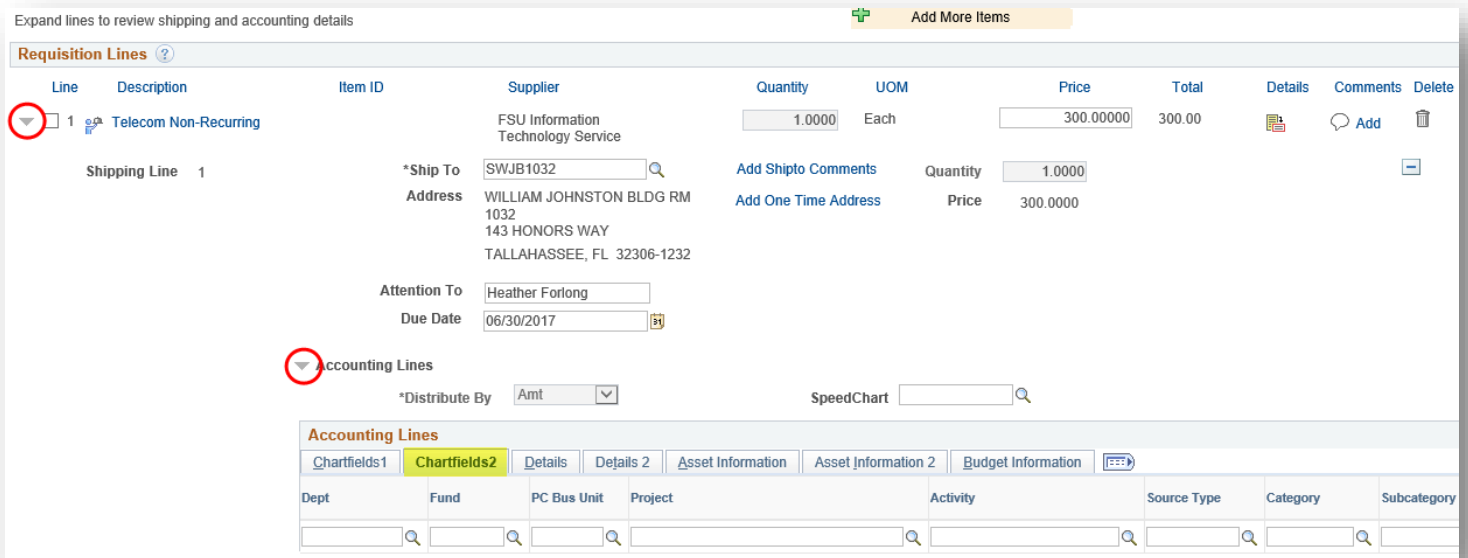 Expand lines to review shipping and accounting details
Add More Items
Requisition Lines ?
Line Description Item ID Supplier Quantity UOM Price Total Details Comments Delete
1 Telecom Non-Recurring FSU Information Technology Service 1.0000 Each 300.00000 300.00 Add
Shipping Line 1 *Ship To SWJB1032 Add Shipto Comments Quantity 1.0000
Address WILLIAM JOHNSTON BLDG RM Add One Time Address Price 300.0000
1032
143 HONORS WAY
TALLAHASSEE, FL 32306-1232
Attention To Heather Forlong
Due Date 06/30/2017 31
Accounting Lines
*Distribute By Amt SpeedChart
Accounting Lines
Chartfields1 Chartfields2 Details Details 2 Asset Information Asset Information 2 Budget Information
Dept Fund PC Bus Unit Project Activity Source Type Category Subcategory